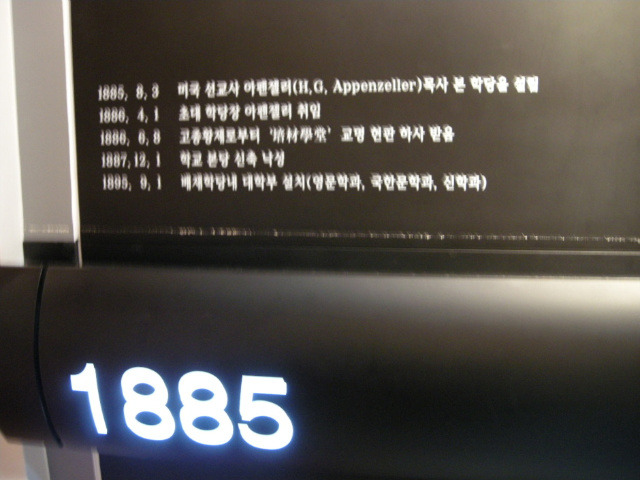 1885. 8. 3 미국 선교사 아펜젤러(H.G. Appenzeller)목사 본 학당을 설립
1886. 4. 1 초대 학당장 아펜젤러 취임
1886. 6. 8 고종황제로부터 '培材學堂' 교명 현판 하사 받음
1887. 12. 1 학교 본당 신축 낙성
1895. 9. 1 배재학당내 대학부 설치(영문학과, 국한문학과, 신학과)
1885